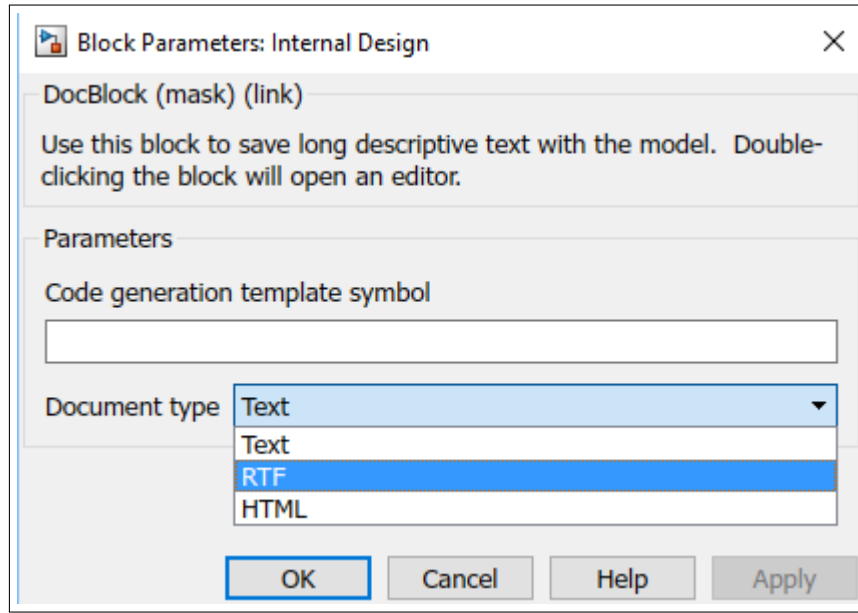 Block Parameters: Internal Design
DocBlock (mask) (link)
Use this block to save long descriptive text with the model.  Double-
clicking the block will open an editor.
Parameters
Code generation template symbol
Document type Text
Text
RTF
HTML
OK Cancel Help Apply